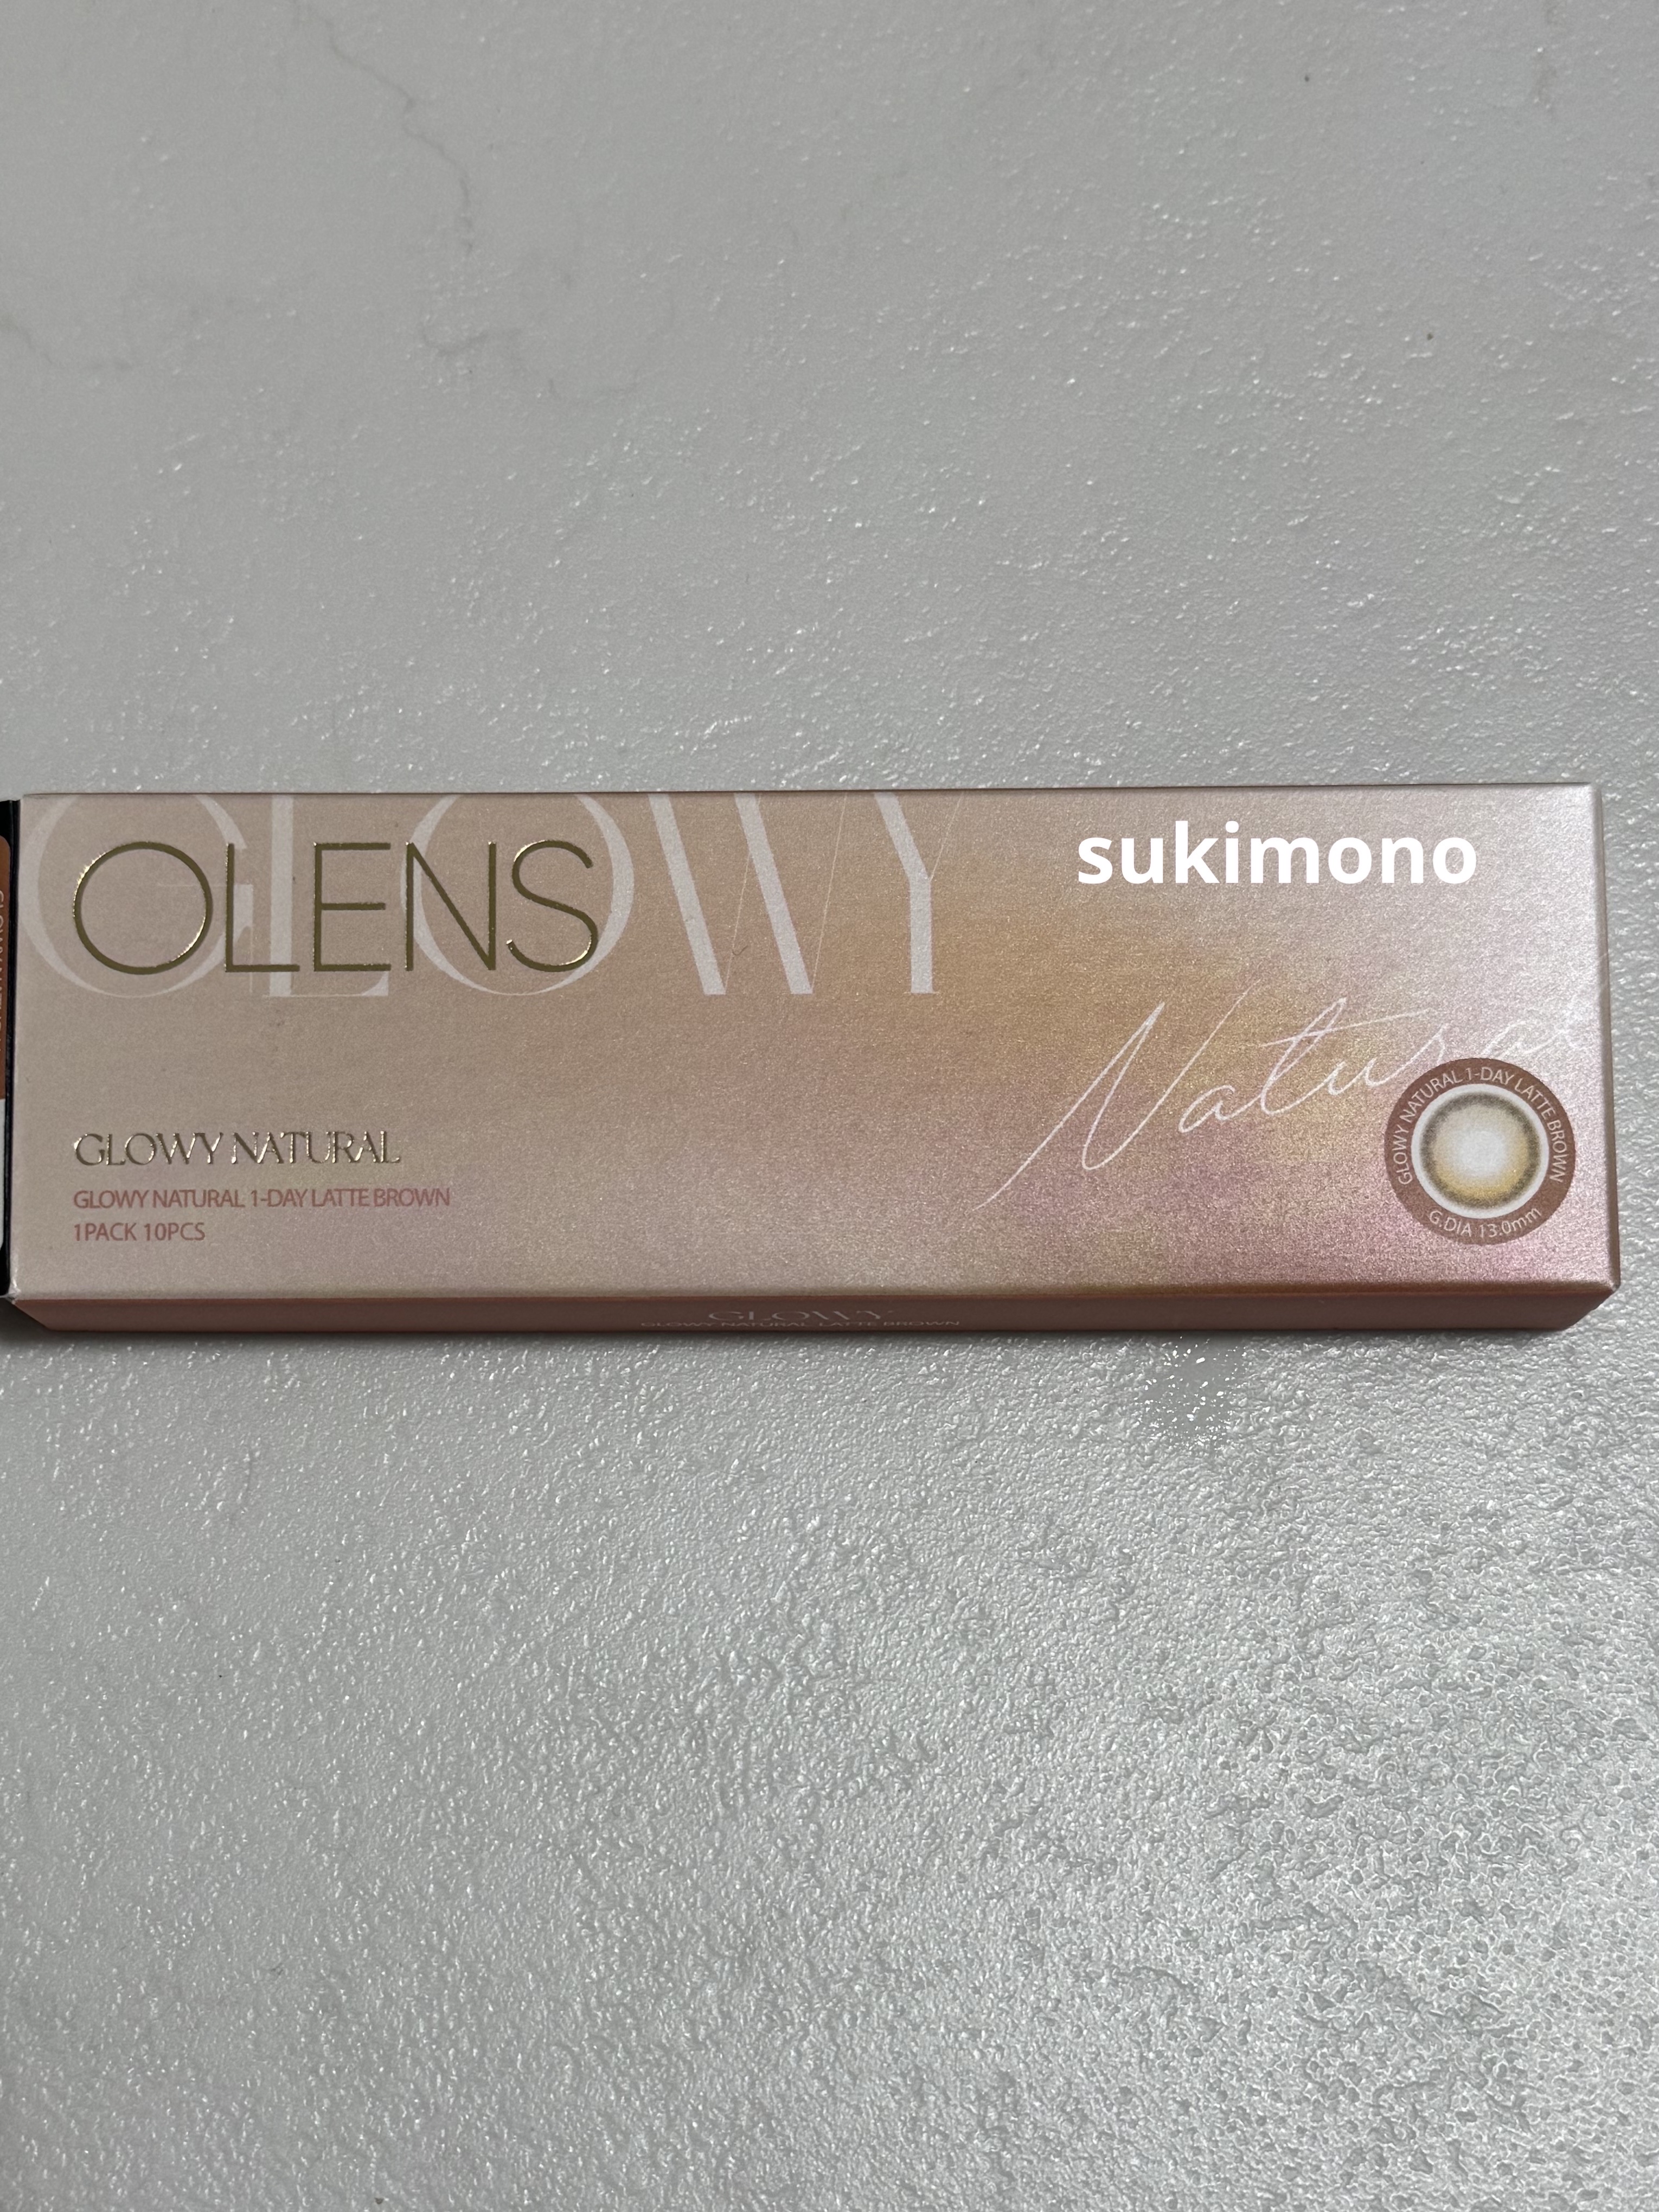 GLOWY
OLENS
sukimono
Natural
GLOWY NATURAL
GLOWY NATURAL 1-DAY LATTE BROWN
1PACK 10PCS
GLOWY NATURAL 1-DAY LATTE BROWN
G.DIA 13.0mm
GLOWY
GLOWY NATURAL LATTE BROWN